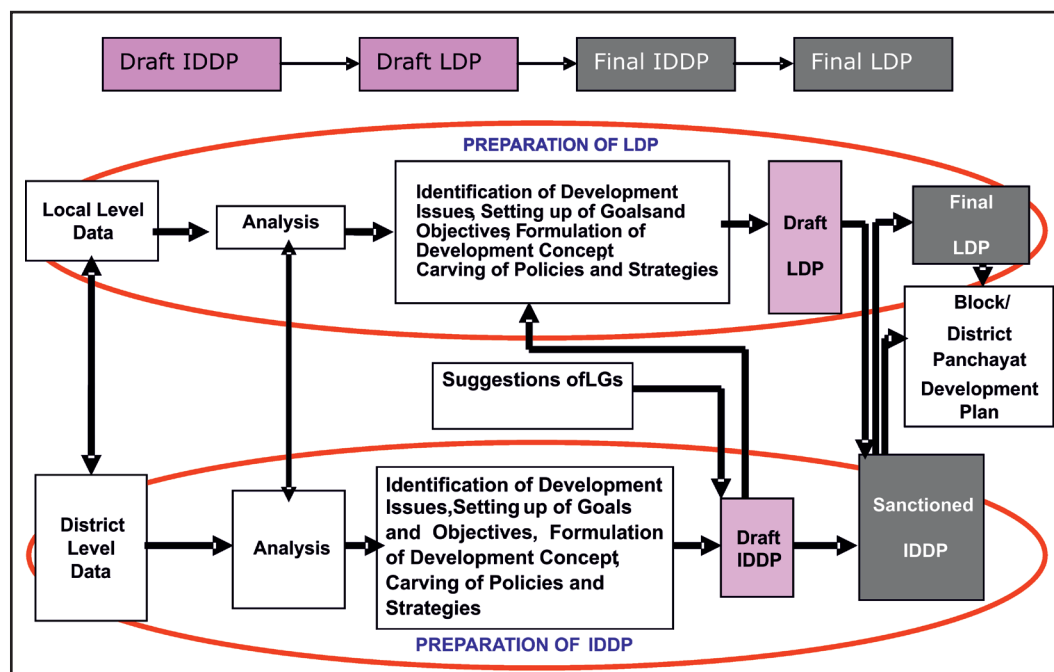 Draft IDDP
Draft LDP
Final IDDP
Final LDP
PREPARATION OF LDP
Local Level
Data
Analysis
Identification of Development
Issues, Setting up of Goalsand
Objectives, Formulation of
Development Concept,
Carving of Policies and Strategies
Draft
LDP
Final
LDP
Block/
District
Panchayat
Development
Plan
Suggestions ofLGs
District
Level
Data
Analysis
Identification of Development
Issues,Setting up of Goals
and Objectives, Formulation
of Development Concept,
Carving of Policies and
Strategies
Draft
IDDP
Sanctioned
IDDP
PREPARATION OF IDDP